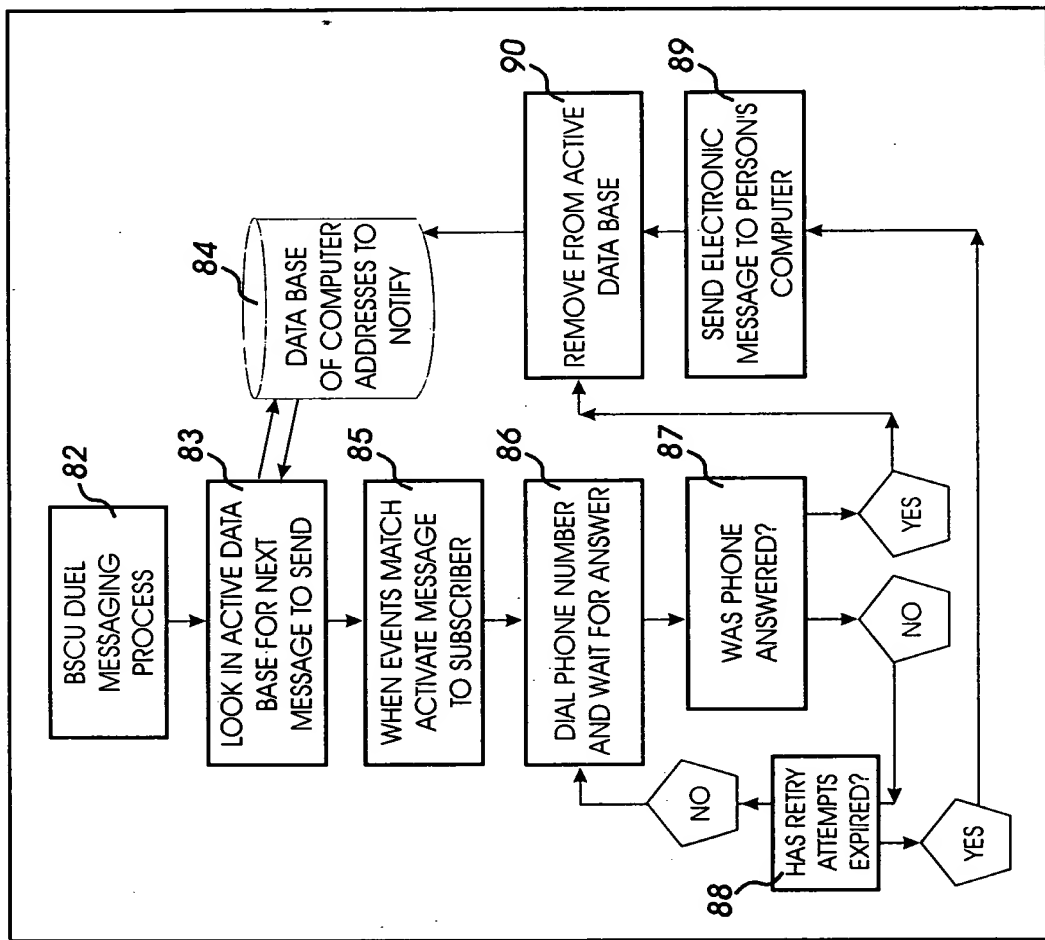 82
BSCU DUEL
MESSAGING
PROCESS
83
LOOK IN ACTIVE DATA
BASE FOR NEXT
MESSAGE TO SEND
84
DATA BASE
OF COMPUTER
ADDRESSES TO
NOTIFY
85
WHEN EVENTS MATCH
ACTIVATE MESSAGE
TO SUBSCRIBER
86
DIAL PHONE NUMBER
AND WAIT FOR ANSWER
87
WAS PHONE
ANSWERED?
NO
YES
88
HAS RETRY
ATTEMPTS
EXPIRED?
NO
YES
89
SEND ELECTRONIC
MESSAGE TO PERSON'S
COMPUTER
90
REMOVE FROM ACTIVE
DATA BASE